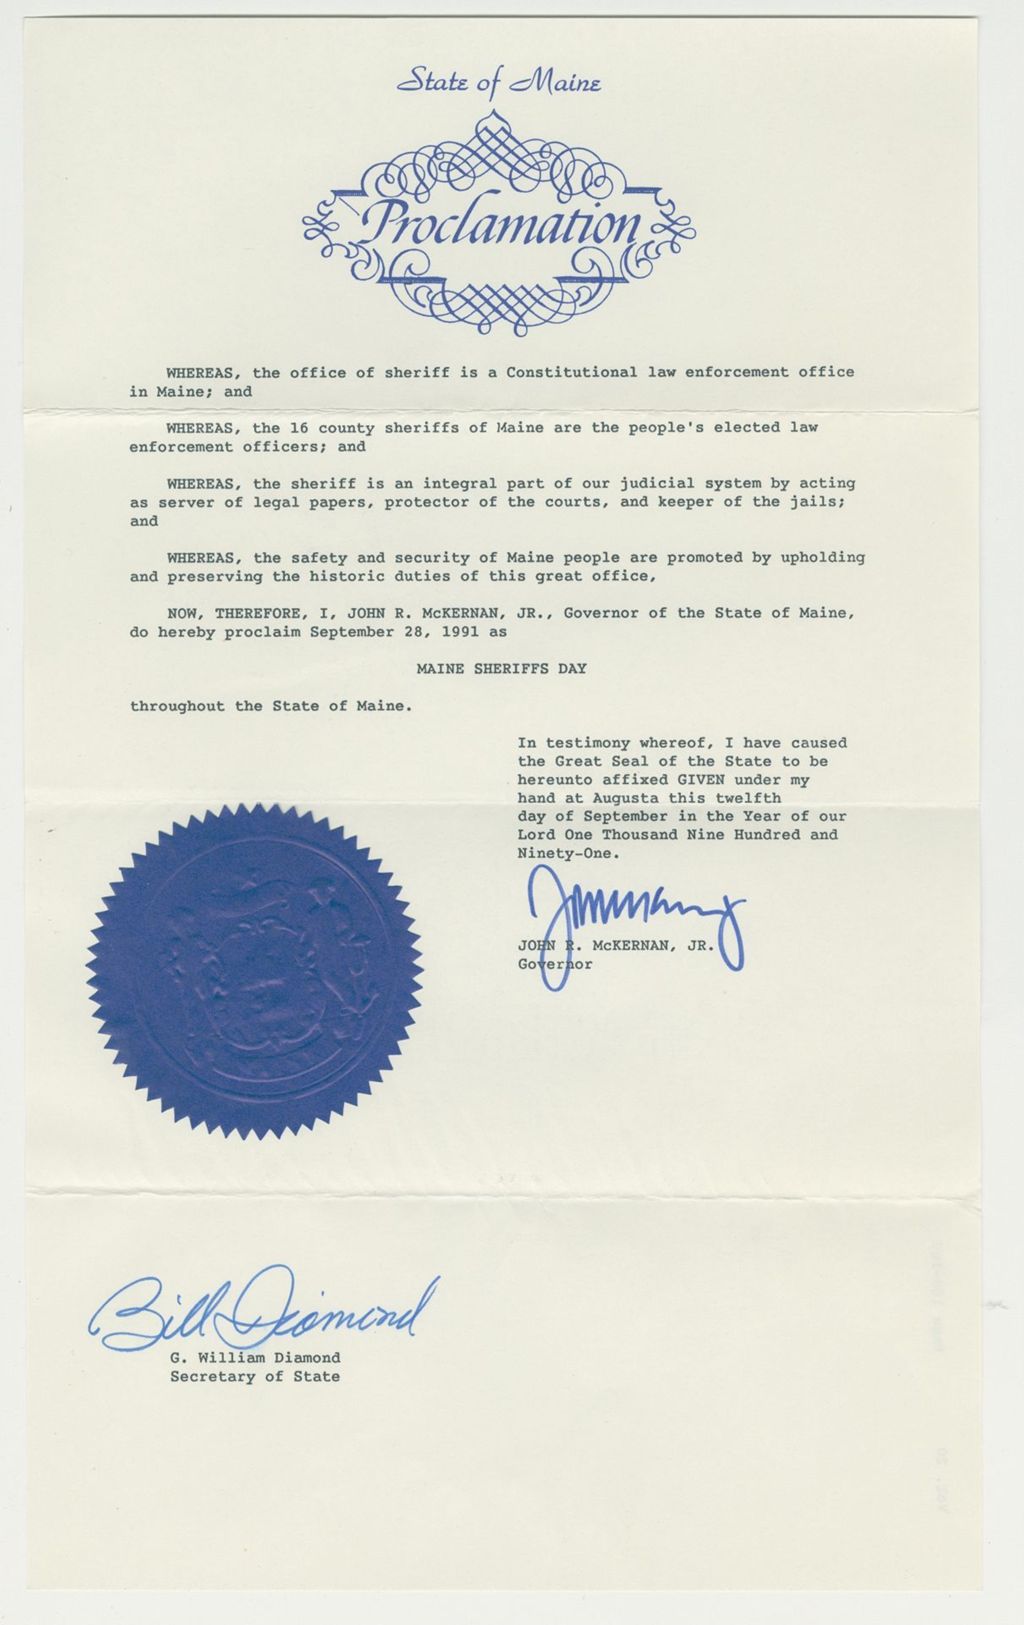 State of Maine
Proclamation
WHEREAS, the office of sheriff is a Constitutional law enforcement office
in Maine; and
WHEREAS, the 16 county sheriffs of Maine are the people's elected law
enforcement officers; and
WHEREAS, the sheriff is an integral part of our judicial system by acting
as server of legal papers, protector of the courts, and keeper of the jails;
and
WHEREAS, the safety and security of Maine people are promoted by upholding
and preserving the historic duties of this great office,
NOW, THEREFORE, I, JOHN R. McKERNAN, JR., Governor of the State of Maine,
do hereby proclaim September 28, 1991 as
MAINE SHERIFFS DAY
throughout the State of Maine.
In testimony whereof, I have caused
the Great Seal of the State to be
hereunto affixed GIVEN under my
hand at Augusta this twelfth
day of September in the Year of our
Lord One Thousand Nine Hundred and
Ninety-One.
JOHN R. McKERNAN, JR.
Governor
Bill Diamond
G. William Diamond
Secretary of State